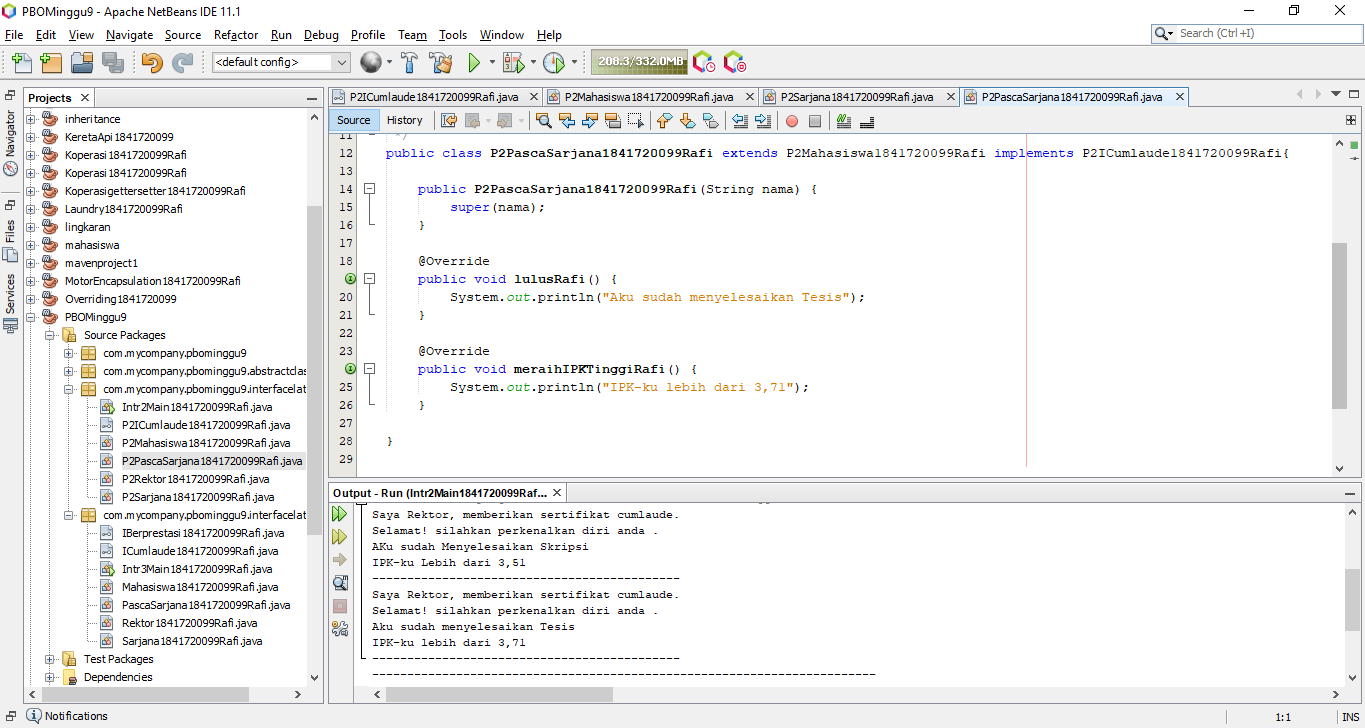 PBOMinggu9 - Apache NetBeans IDE 11.1
File Edit View Navigate Source Refactor Run Debug Profile Team Tools Window Help
Search (Ctrl+I)
<default config>
208.3/332.0MB
Projects
Navigator
Files
Services
inheritance
KeretaApi1841720099
Koperasi1841720099Rafi
Koperasi1841720099Rafi
Koperasigettersetter1841720099Rafi
Laundry1841720099Rafi
lingkaran
mahasiswa
mavenproject1
MotorEncapsulation1841720099Rafi
Overriding1841720099
PBOMinggu9
Source Packages
com.mycompany.pbominggu9
com.mycompany.pbominggu9.abstractclas
com.mycompany.pbominggu9.interfacelat
Intr2Main1841720099Rafi.java
P2ICumlaude1841720099Rafi.java
P2Mahasiswa1841720099Rafi.java
P2PascaSarjana1841720099Rafi.java
P2Rektor1841720099Rafi.java
P2Sarjana1841720099Rafi.java
com.mycompany.pbominggu9.interfacelat
IBerprestasi1841720099Rafi.java
ICumlaude1841720099Rafi.java
Intr3Main1841720099Rafi.java
Mahasiswa1841720099Rafi.java
PascaSarjana1841720099Rafi.java
Rektor1841720099Rafi.java
Sarjana1841720099Rafi.java
Test Packages
Dependencies
P2ICumlaude1841720099Rafi.java P2Mahasiswa1841720099Rafi.java P2Sarjana1841720099Rafi.java P2PascaSarjana1841720099Rafi.java
Source History
11 */
12 public class P2PascaSarjana1841720099Rafi extends P2Mahasiswa1841720099Rafi implements P2ICumlaude1841720099Rafi{
13
14 public P2PascaSarjana1841720099Rafi(String nama) {
15 super(nama);
16 }
17
18 @Override
public void lulusRafi() {
20 System.out.println("Aku sudah menyelesaikan Tesis");
21 }
22
23 @Override
public void meraihIPKTinggiRafi() {
25 System.out.println("IPK-ku lebih dari 3,71");
26 }
27
28 }
29
Output - Run (Intr2Main1841720099Raf...
Saya Rektor, memberikan sertifikat cumlaude.
Selamat! silahkan perkenalkan diri anda .
AKu sudah Menyelesaikan Skripsi
IPK-ku Lebih dari 3,51
--------------------------------------------
Saya Rektor, memberikan sertifikat cumlaude.
Selamat! silahkan perkenalkan diri anda .
Aku sudah menyelesaikan Tesis
IPK-ku lebih dari 3,71
--------------------------------------------
------------------------------------------------------------------------
Notifications
1:1 INS